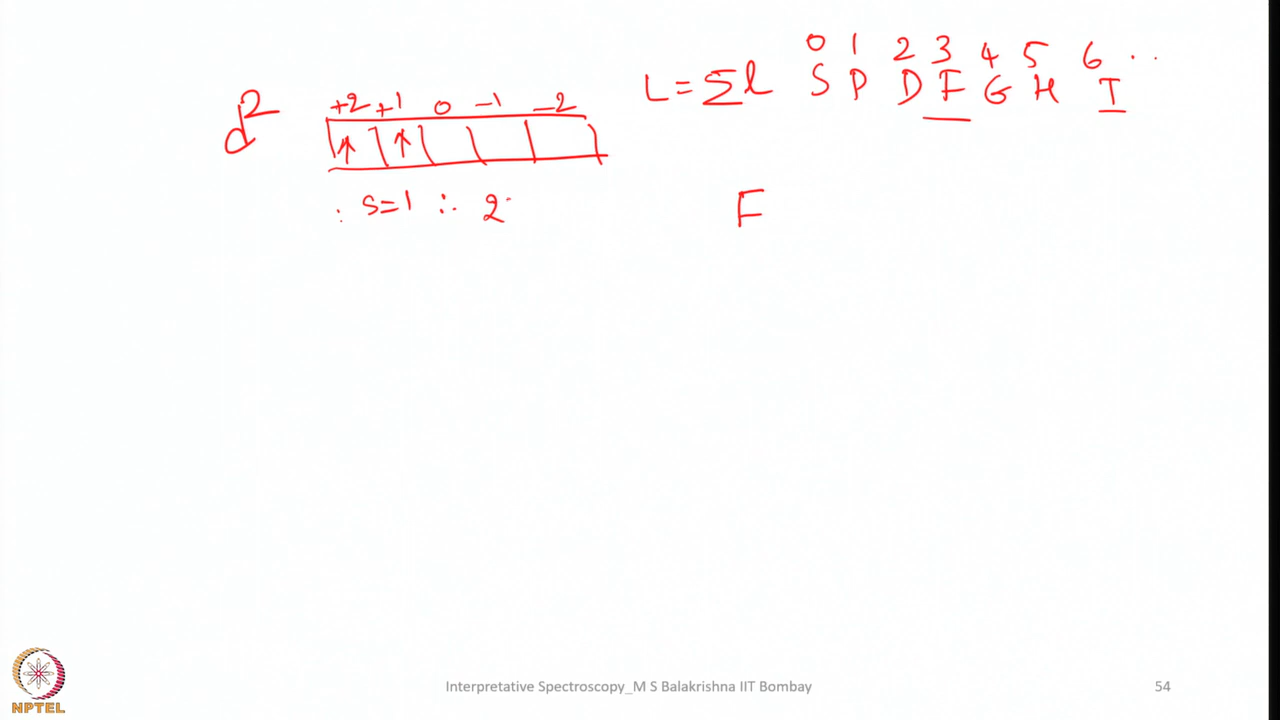 0 1 2 3 4 5 6 ..
L = Σl S P D F G H I
d² +2 +1 0 -1 -2
↑ ↑
∴ S=1 ∴ 2 F
NPTEL
Interpretative Spectroscopy_M S Balakrishna IIT Bombay 54